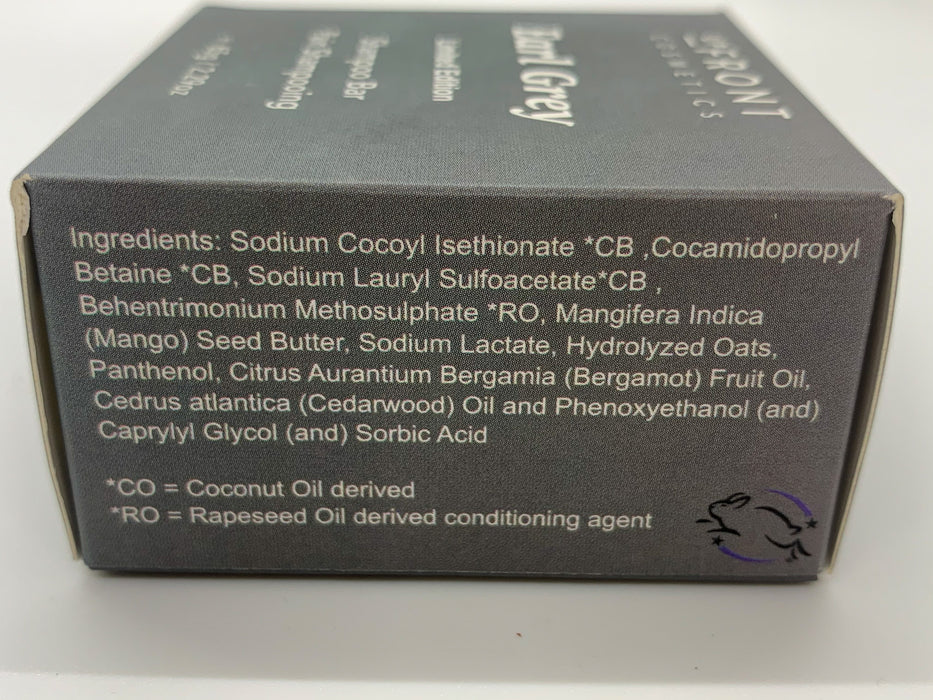 Earl Grey
Limited Edition
Shampoo Bar
COSMETICS
Ingredients: Sodium Cocoyl Isethionate *CB ,Cocamidopropyl
Betaine *CB, Sodium Lauryl Sulfoacetate*CB ,
Behentrimonium Methosulphate *RO, Mangifera Indica
(Mango) Seed Butter, Sodium Lactate, Hydrolyzed Oats,
Panthenol, Citrus Aurantium Bergamia (Bergamot) Fruit Oil,
Cedrus atlantica (Cedarwood) Oil and Phenoxyethanol (and)
Caprylyl Glycol (and) Sorbic Acid
*CO = Coconut Oil derived
*RO = Rapeseed Oil derived conditioning agent